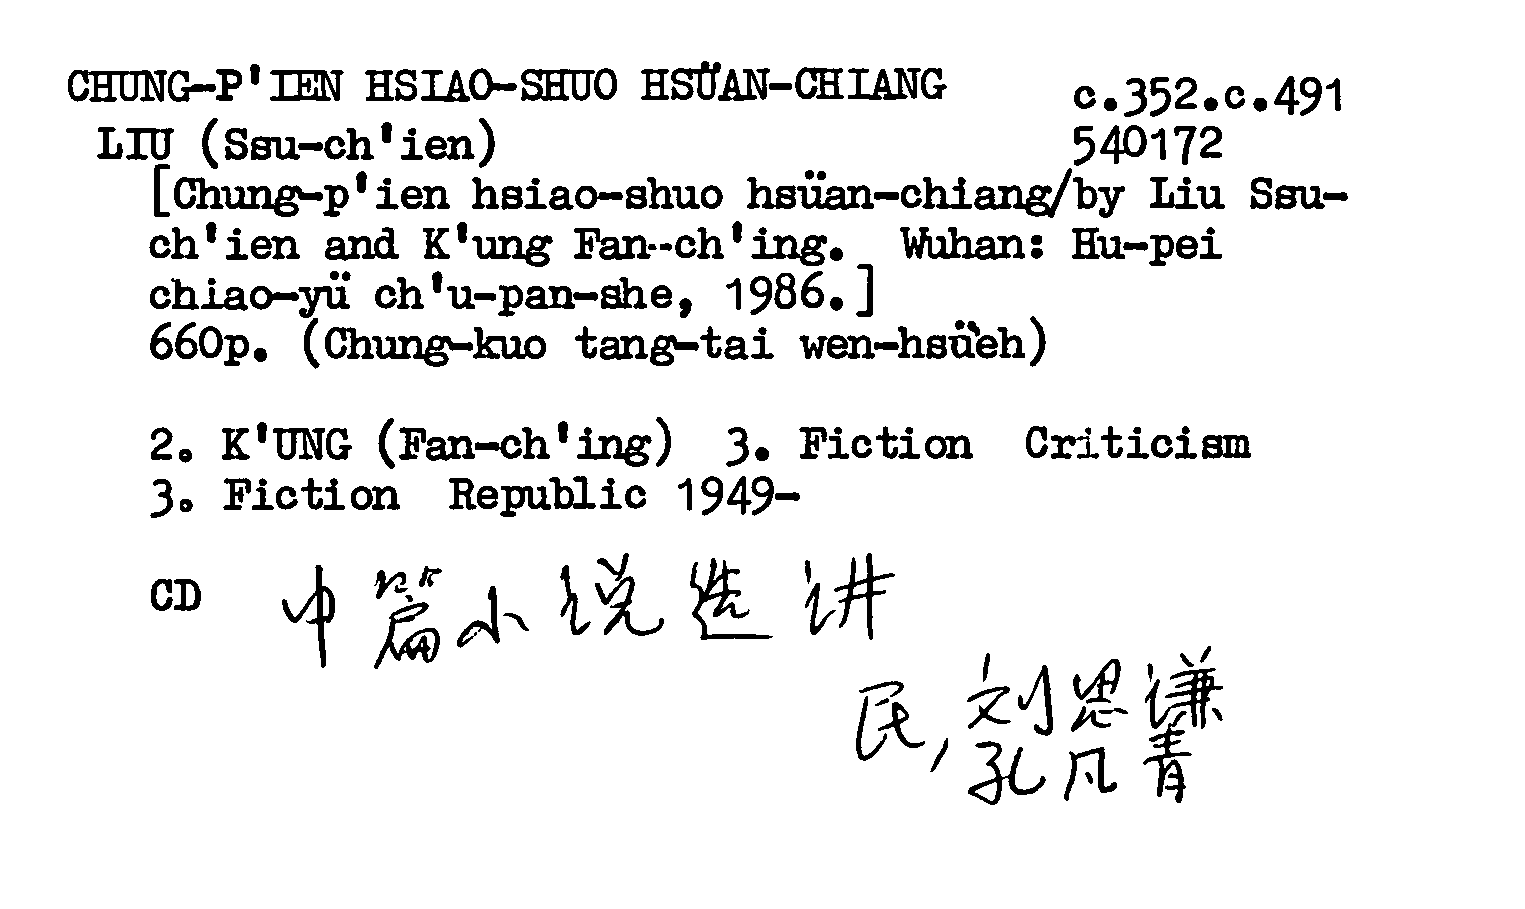 CHUNG-P'IEN HSIAO-SHUO HSÜAN-CHIANG
c.352.c.491
LIU (Ssu-ch'ien)
540172
[Chung-p'ien hsiao-shuo hsüan-chiang/by Liu Ssu-
ch'ien and K'ung Fan-ch'ing. Wuhan: Hu-pei
chiao-yü ch'u-pan-she, 1986.]
660p. (Chung-kuo tang-tai wen-hsüeh)
2. K'UNG (Fan-ch'ing) 3. Fiction Criticism
3. Fiction Republic 1949-
CD 中篇小说选讲
民, 刘思谦
孔凡青